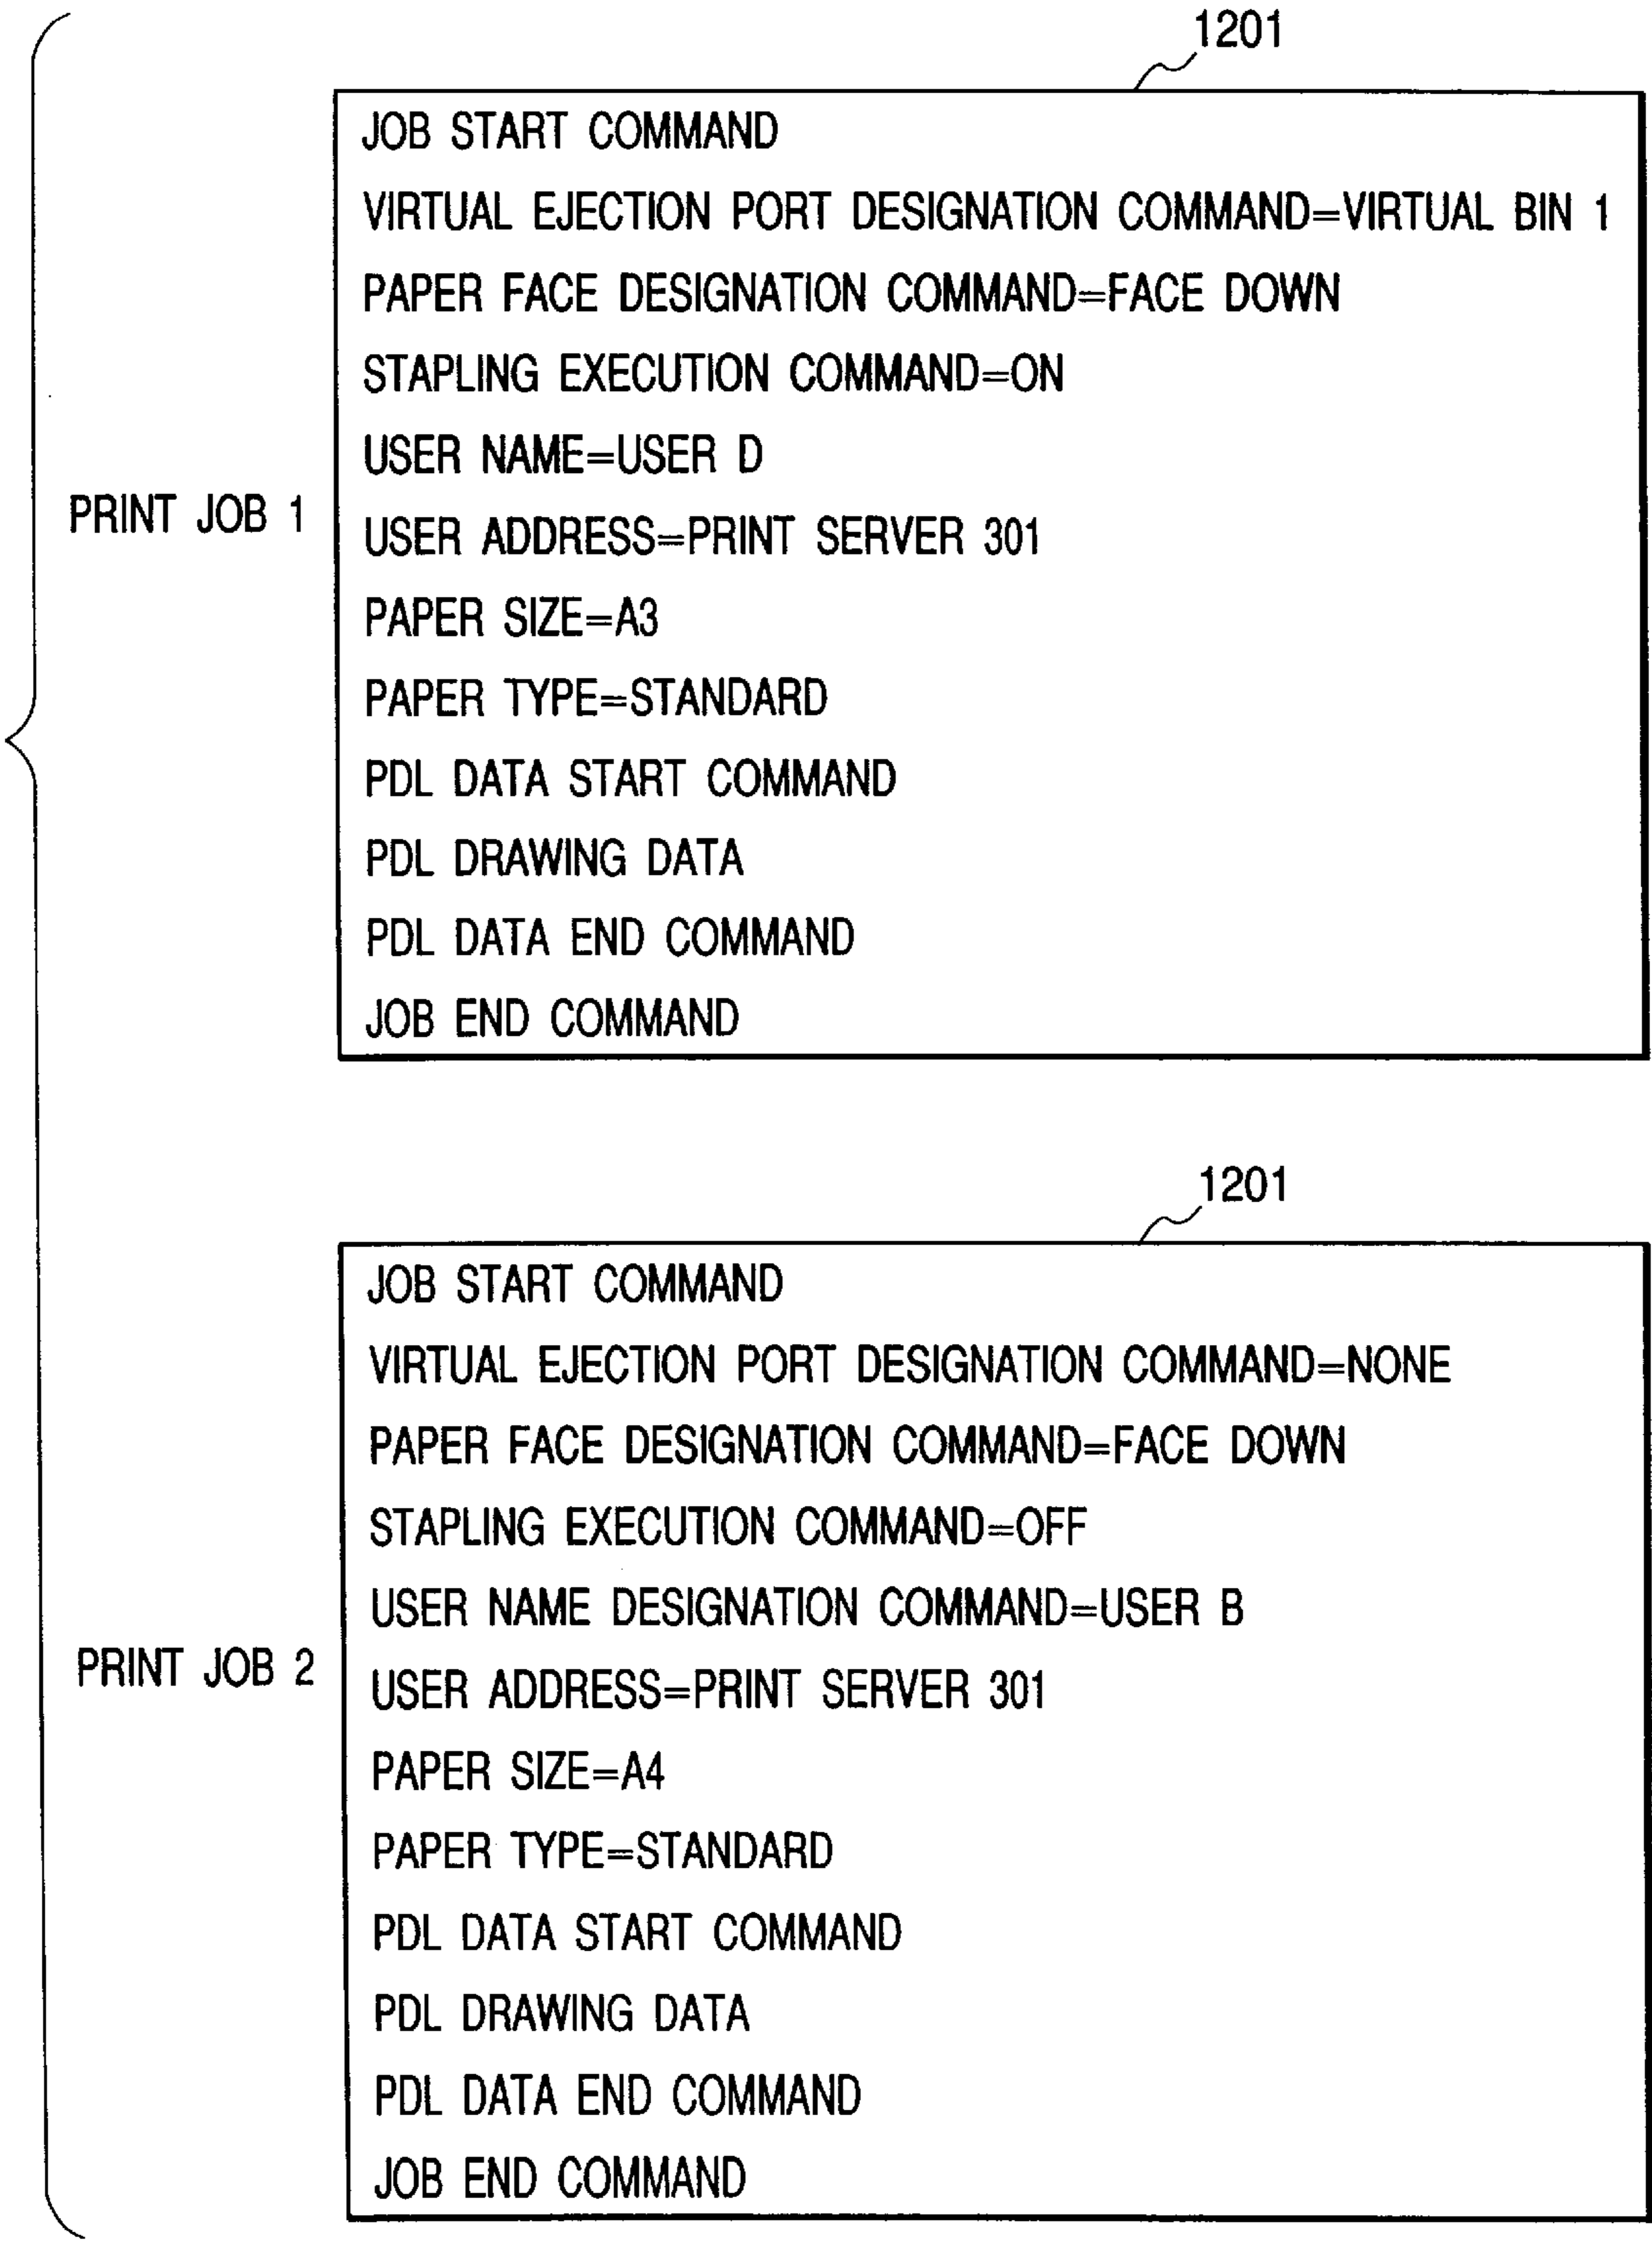 1201
JOB START COMMAND
VIRTUAL EJECTION PORT DESIGNATION COMMAND=VIRTUAL BIN 1
PAPER FACE DESIGNATION COMMAND=FACE DOWN
STAPLING EXECUTION COMMAND=ON
USER NAME=USER D
PRINT JOB 1
USER ADDRESS=PRINT SERVER 301
PAPER SIZE=A3
PAPER TYPE=STANDARD
PDL DATA START COMMAND
PDL DRAWING DATA
PDL DATA END COMMAND
JOB END COMMAND
1201
JOB START COMMAND
VIRTUAL EJECTION PORT DESIGNATION COMMAND=NONE
PAPER FACE DESIGNATION COMMAND=FACE DOWN
STAPLING EXECUTION COMMAND=OFF
USER NAME DESIGNATION COMMAND=USER B
PRINT JOB 2
USER ADDRESS=PRINT SERVER 301
PAPER SIZE=A4
PAPER TYPE=STANDARD
PDL DATA START COMMAND
PDL DRAWING DATA
PDL DATA END COMMAND
JOB END COMMAND